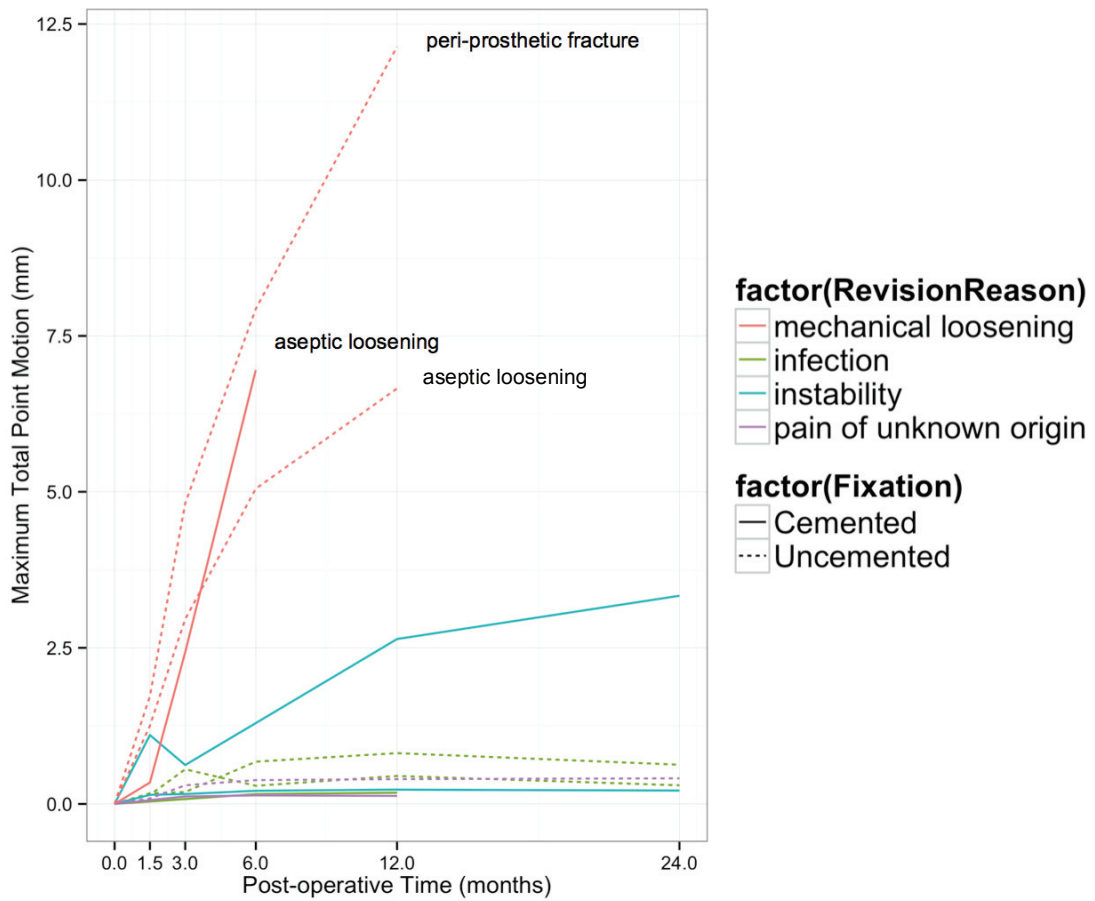 12.5
peri-prosthetic fracture
10.0
7.5
aseptic loosening
aseptic loosening
5.0
2.5
0.0
Maximum Total Point Motion (mm)
0.0 1.5 3.0 6.0 12.0 24.0
Post-operative Time (months)
factor(RevisionReason)
mechanical loosening
infection
instability
pain of unknown origin
factor(Fixation)
Cemented
Uncemented